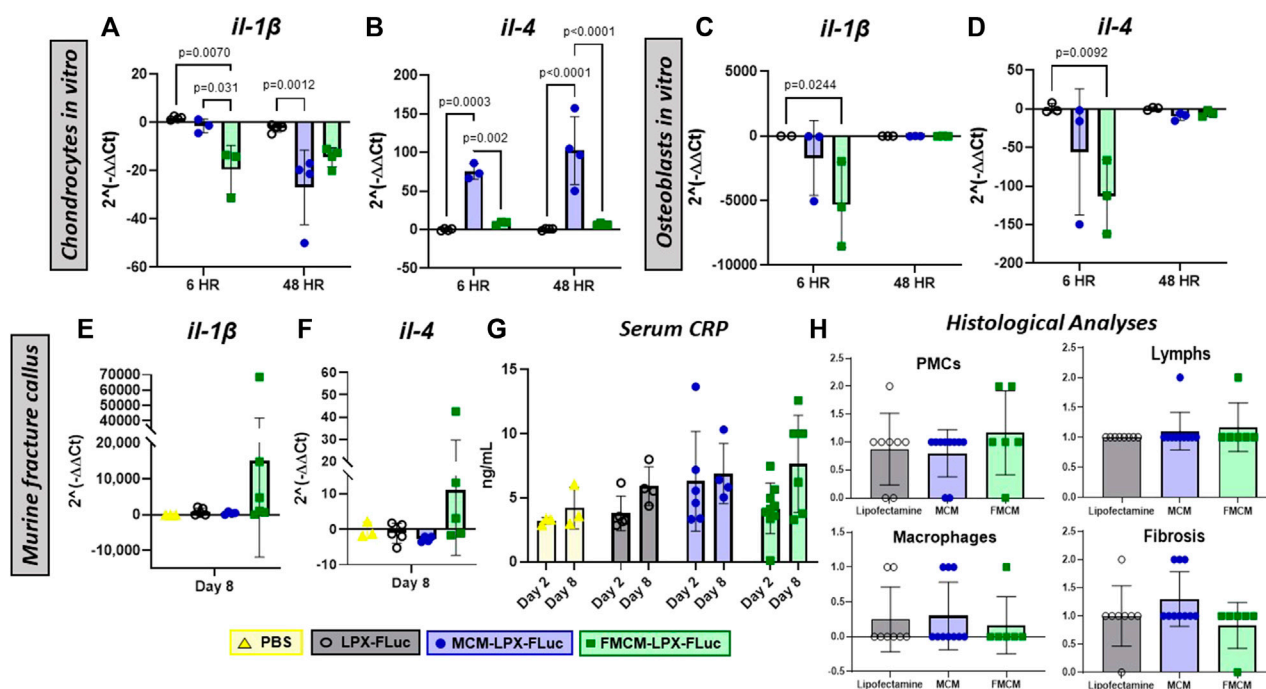 Chondrocytes in vitro
A
il-1β
2^(-ΔΔCt)
20
0
-20
-40
-60
p=0.0070
p=0.031
p=0.0012
6 HR
48 HR
B
il-4
2^(-ΔΔCt)
200
150
100
50
0
-50
p=0.0003
p=0.002
p<0.0001
p<0.0001
6 HR
48 HR
Osteoblasts in vitro
C
il-1β
2^(-ΔΔCt)
5000
0
-5000
-10000
p=0.0244
6 HR
48 HR
D
il-4
2^(-ΔΔCt)
50
0
-50
-100
-150
-200
p=0.0092
6 HR
48 HR
Murine fracture callus
E
il-1β
2^(-ΔΔCt)
70000
60000
50000
40000
20,000
10,000
0
-10,000
Day 8
F
il-4
2^(-ΔΔCt)
60
50
40
30
20
10
0
-10
Day 8
G
Serum CRP
ng/mL
15
10
5
0
Day 2
Day 8
Day 2
Day 8
Day 2
Day 8
Day 2
Day 8
H
Histological Analyses
PMCs
2.5
2.0
1.5
1.0
0.5
0.0
Lipofectamine
MCM
FMCM
Lymphs
2.5
2.0
1.5
1.0
0.5
0.0
Lipofectamine
MCM
FMCM
Macrophages
1.5
1.0
0.5
0.0
-0.5
Lipofectamine
MCM
FMCM
Fibrosis
2.5
2.0
1.5
1.0
0.5
0.0
Lipofectamine
MCM
FMCM
PBS
LPX-FLuc
MCM-LPX-FLuc
FMCM-LPX-FLuc